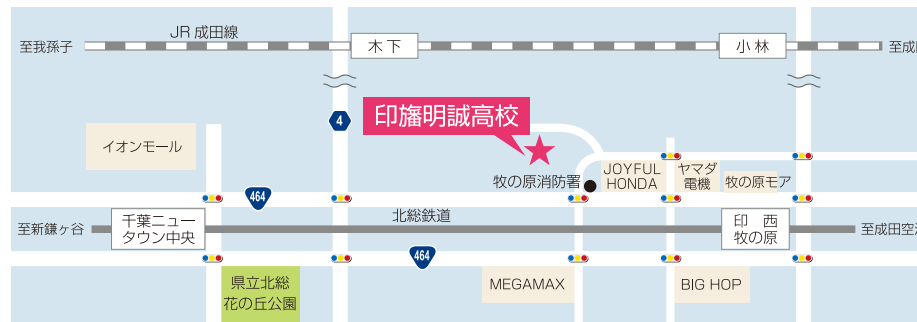 JR 成田線
至我孫子
木下
小林
至成
4
印旛明誠高校
イオンモール
牧の原消防署
JOYFUL
HONDA
ヤマダ
電機
牧の原モア
464
至新鎌ヶ谷
千葉ニュー
タウン中央
北総鉄道
印西
牧の原
至成田空
464
県立北総
花の丘公園
MEGAMAX
BIG HOP